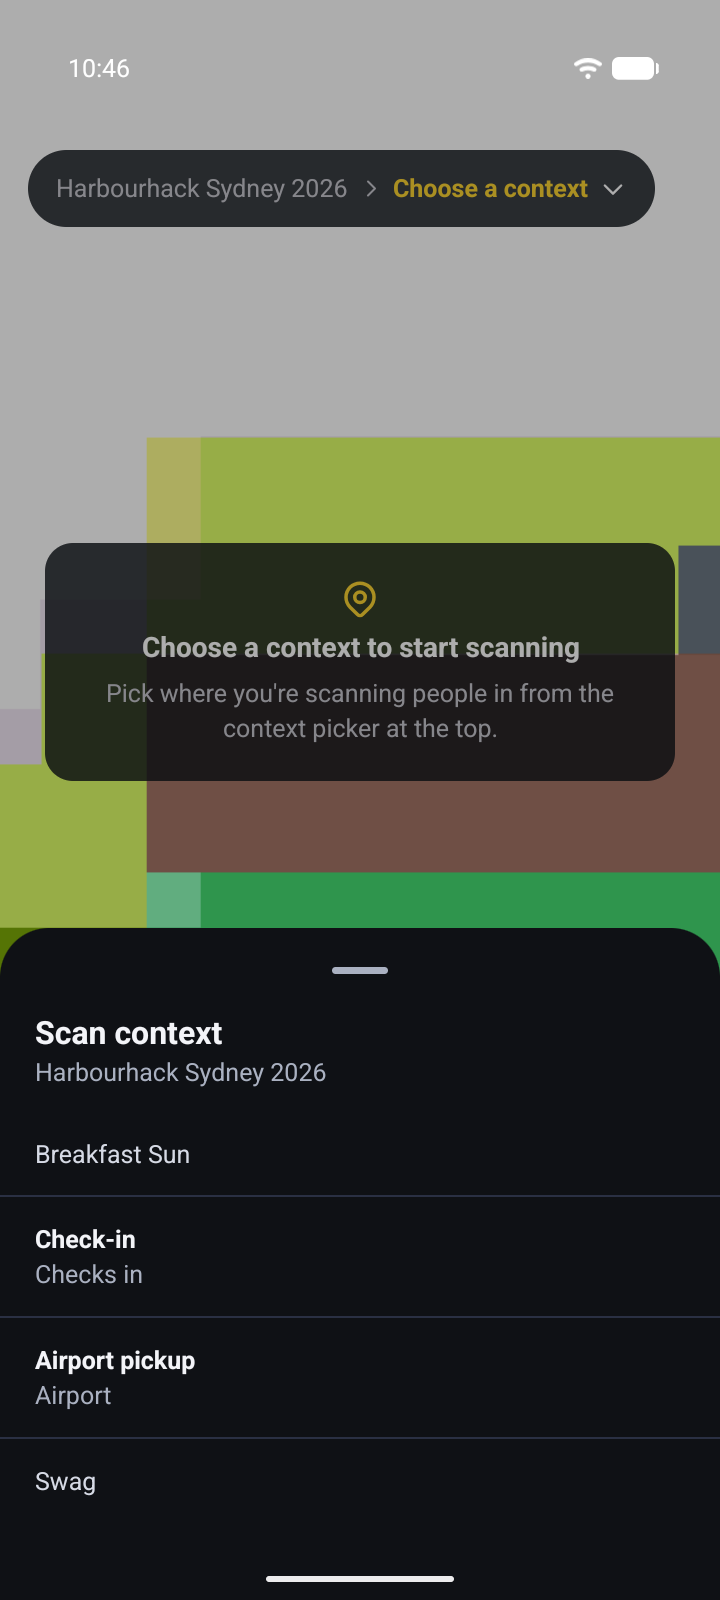 10:46
Harbourhack Sydney 2026 > Choose a context
Choose a context to start scanning
Pick where you're scanning people in from the
context picker at the top.
Scan context
Harbourhack Sydney 2026
Breakfast Sun
Check-in
Checks in
Airport pickup
Airport
Swag